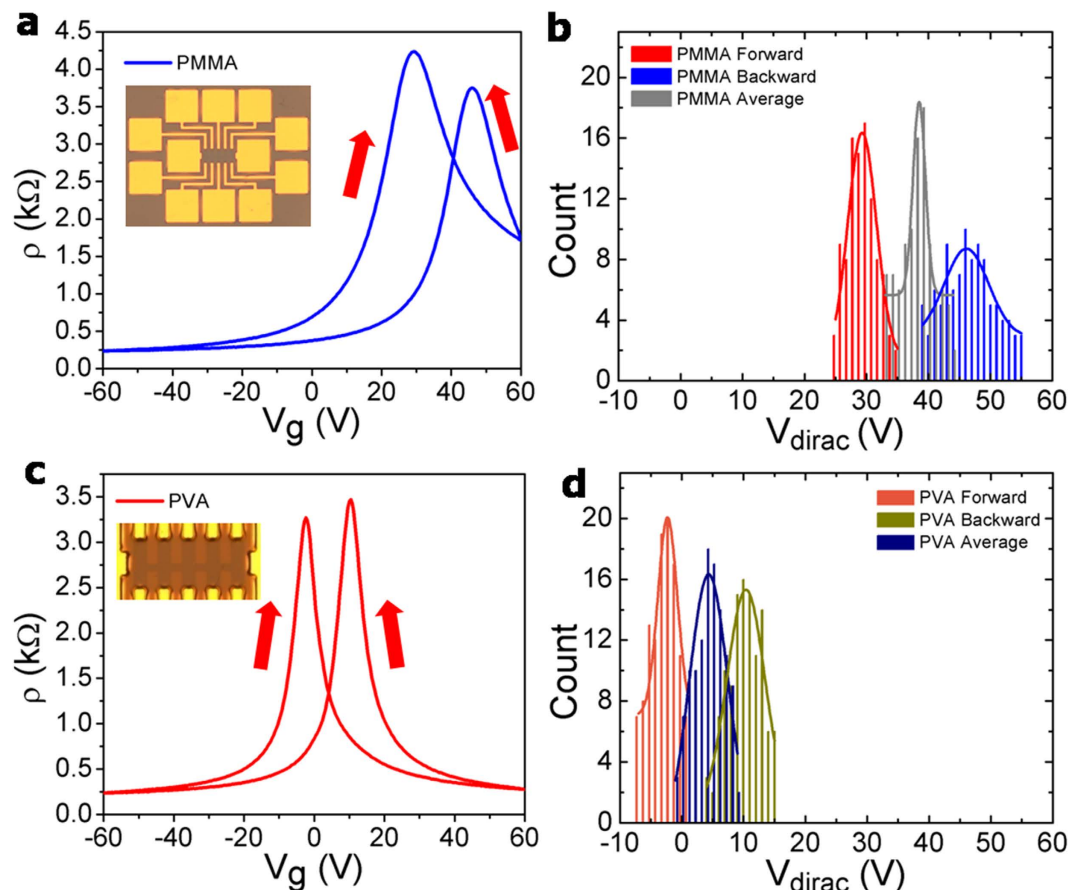 a
PMMA
ρ (kΩ)
4.5
4.0
3.5
3.0
2.5
2.0
1.5
1.0
0.5
0.0
-60 -40 -20 0 20 40 60
Vg (V)
b
PMMA Forward
PMMA Backward
PMMA Average
Count
20
16
12
8
4
0
-10 0 10 20 30 40 50 60
Vdirac (V)
c
PVA
ρ (kΩ)
3.5
3.0
2.5
2.0
1.5
1.0
0.5
0.0
-60 -40 -20 0 20 40 60
Vg (V)
d
PVA Forward
PVA Backward
PVA Average
Count
20
16
12
8
4
0
-10 0 10 20 30 40 50 60
Vdirac (V)